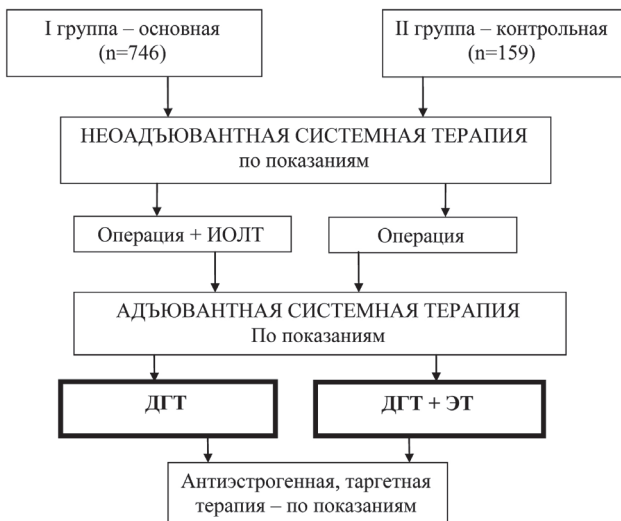 I группа – основная
(n=746)
II группа – контрольная
(n=159)
НЕОАДЪЮВАНТНАЯ СИСТЕМНАЯ ТЕРАПИЯ
по показаниям
Операция + ИОЛТ
Операция
АДЪЮВАНТНАЯ СИСТЕМНАЯ ТЕРАПИЯ
По показаниям
ДГТ
ДГТ + ЭТ
Антиэстрогенная, таргетная
терапия – по показаниям